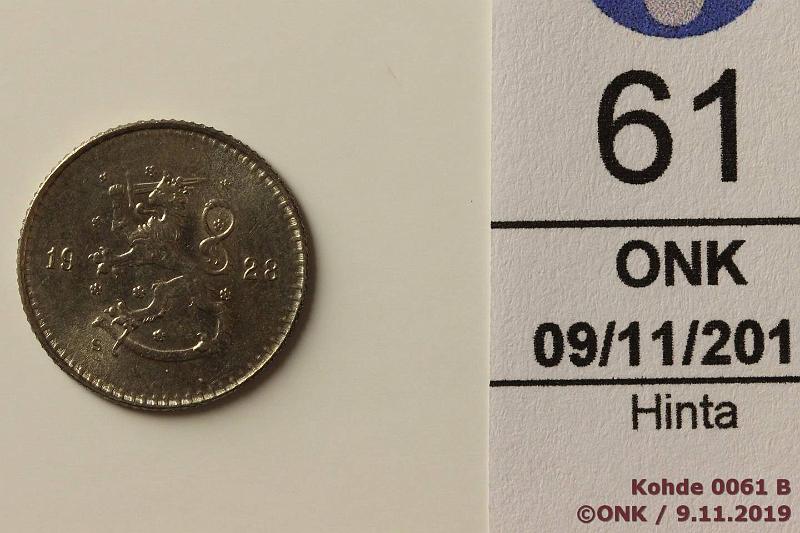 19 28
S
61
ONK
09/11/201
Hinta
Kohde 0061 B
©ONK / 9.11.2019